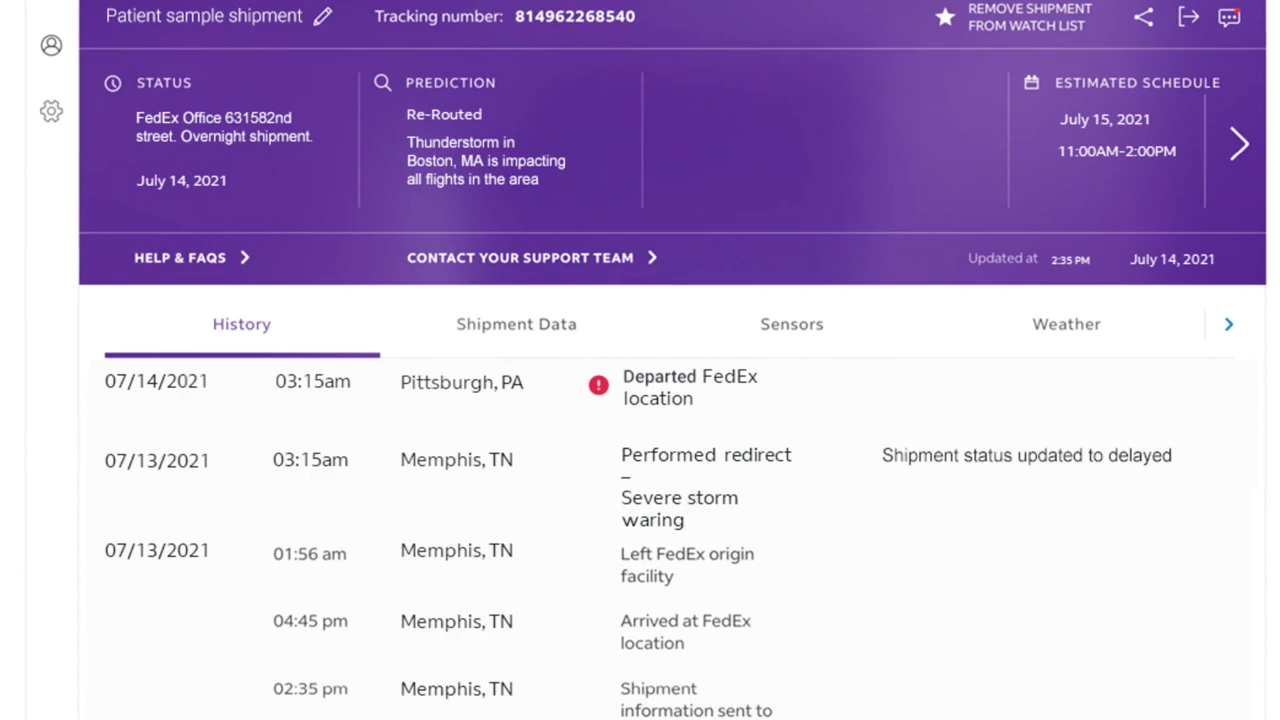 Patient sample shipment
Tracking number: 814962268540
REMOVE SHIPMENT
FROM WATCH LIST
STATUS
FedEx Office 631582nd
street. Overnight shipment.
July 14, 2021
PREDICTION
Re-Routed
Thunderstorm in
Boston, MA is impacting
all flights in the area
ESTIMATED SCHEDULE
July 15, 2021
11:00AM-2:00PM
HELP & FAQS
CONTACT YOUR SUPPORT TEAM
Updated at 2:35 PM July 14, 2021
History Shipment Data Sensors Weather
07/14/2021 03:15am Pittsburgh, PA Departed FedEx
location
07/13/2021 03:15am Memphis, TN Performed redirect Shipment status updated to delayed
–
Severe storm
waring
07/13/2021 01:56 am Memphis, TN Left FedEx origin
facility
04:45 pm Memphis, TN Arrived at FedEx
location
02:35 pm Memphis, TN Shipment
information sent to